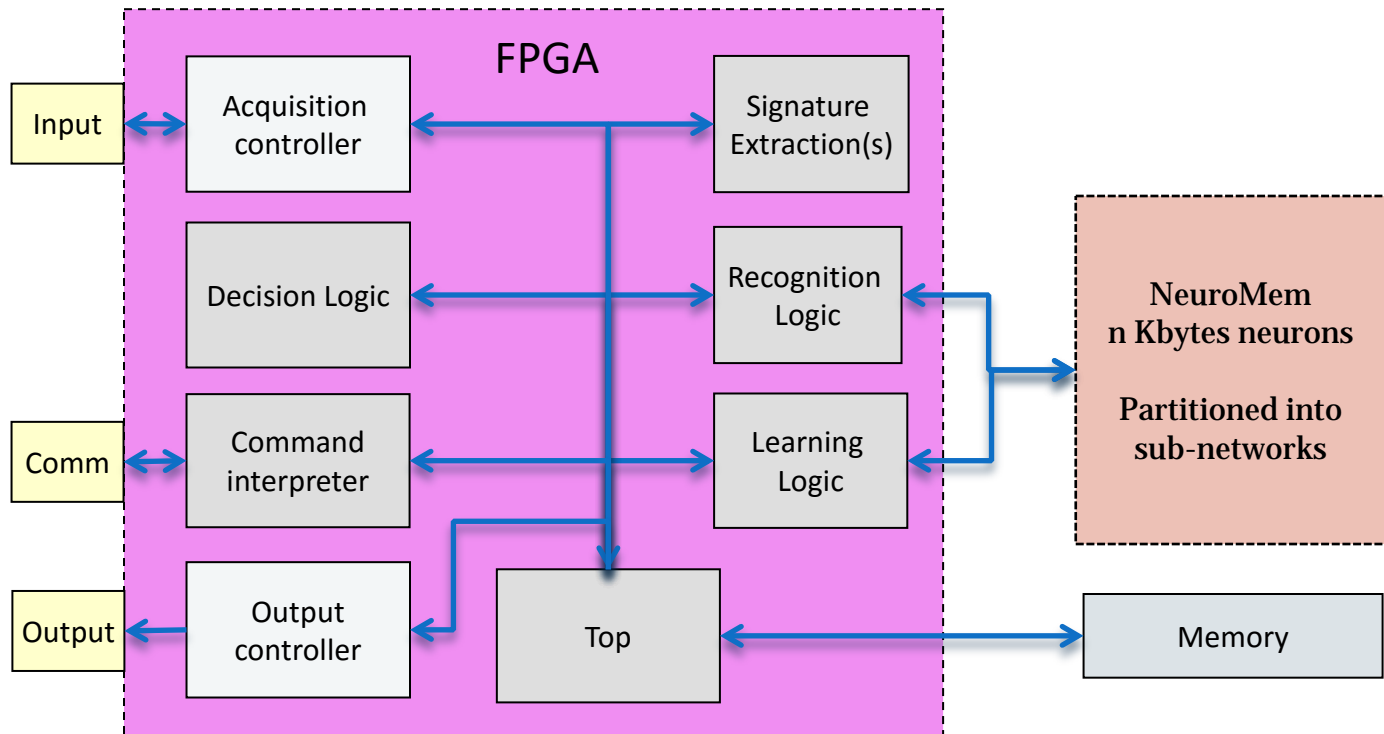 FPGA
Input
Acquisition
controller
Signature
Extraction(s)
Decision Logic
Recognition
Logic
NeuroMem
n Kbytes neurons
Partitioned into
sub-networks
Comm
Command
interpreter
Learning
Logic
Output
Output
controller
Top
Memory